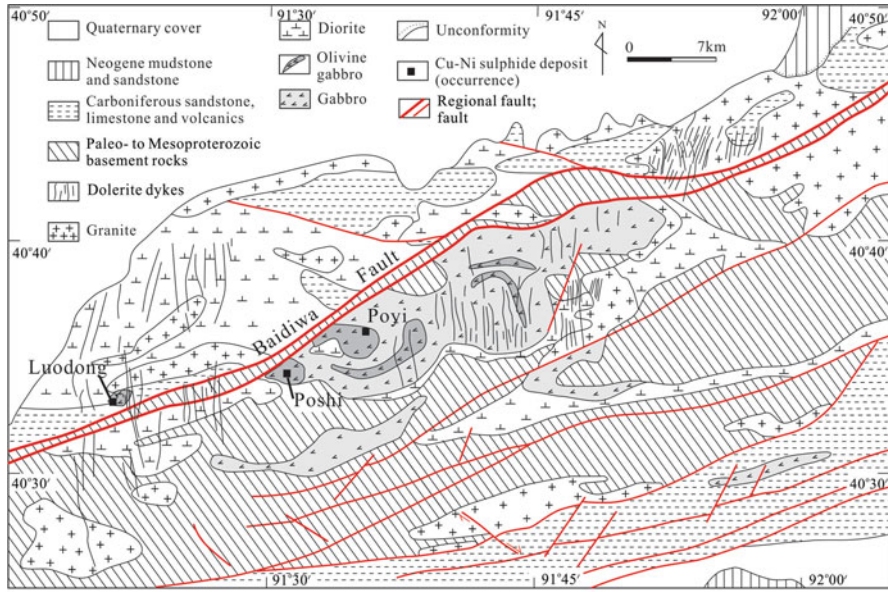 40°50′
91°30′
91°45′
92°00′
40°50′
Quaternary cover
Neogene mudstone
and sandstone
Carboniferous sandstone,
limestone and volcanics
Paleo- to Mesoproterozoic
basement rocks
Dolerite dykes
Granite
Diorite
Olivine
gabbro
Gabbro
Unconformity
Cu-Ni sulphide deposit
(occurrence)
Regional fault;
fault
N
0 7km
40°40′
40°40′
Baidiwa Fault
Poyi
Luodong
Poshi
40°30′
40°30′
91°30′
91°45′
92°00′